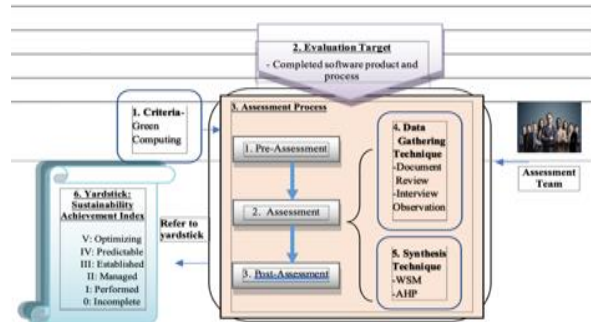 2. Evaluation Target
- Completed software product and
process
1. Criteria-
Green
Computing
3. Assessment Process
1. Pre-Assessment
2. Assessment
3. Post-Assessment
4. Data
Gathering
Technique
-Document
Review
-Interview
Observation
5. Synthesis
Technique
-WSM
-AHP
Assessment
Team
Refer to
yardstick
6. Yardstick:
Sustainability
Achievement Index
V: Optimizing
IV: Predictable
III: Established
II: Managed
I: Performed
0: Incomplete